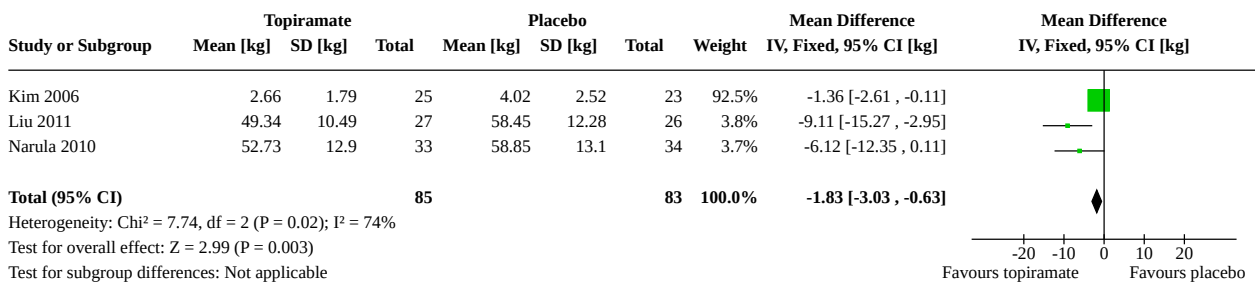 Topiramate Placebo Mean Difference Mean Difference
Study or Subgroup Mean [kg] SD [kg] Total Mean [kg] SD [kg] Total Weight IV, Fixed, 95% CI [kg] IV, Fixed, 95% CI [kg]
Kim 2006 2.66 1.79 25 4.02 2.52 23 92.5% -1.36 [-2.61 , -0.11]
Liu 2011 49.34 10.49 27 58.45 12.28 26 3.8% -9.11 [-15.27 , -2.95]
Narula 2010 52.73 12.9 33 58.85 13.1 34 3.7% -6.12 [-12.35 , 0.11]
Total (95% CI) 85 83 100.0% -1.83 [-3.03 , -0.63]
Heterogeneity: Chi² = 7.74, df = 2 (P = 0.02); I² = 74%
Test for overall effect: Z = 2.99 (P = 0.003)
-20 -10 0 10 20
Test for subgroup differences: Not applicable
Favours topiramate Favours placebo